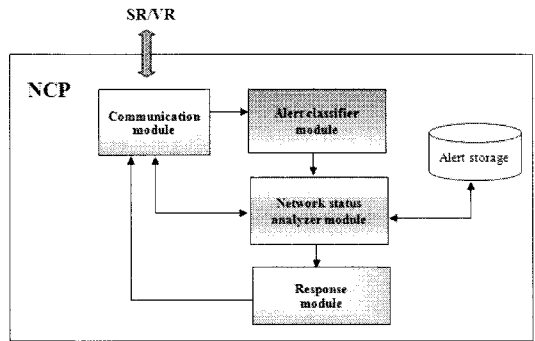 SR/VR
NCP
Communication
module
Alert classifier
module
Alert storage
Network status
analyzer module
Response
module